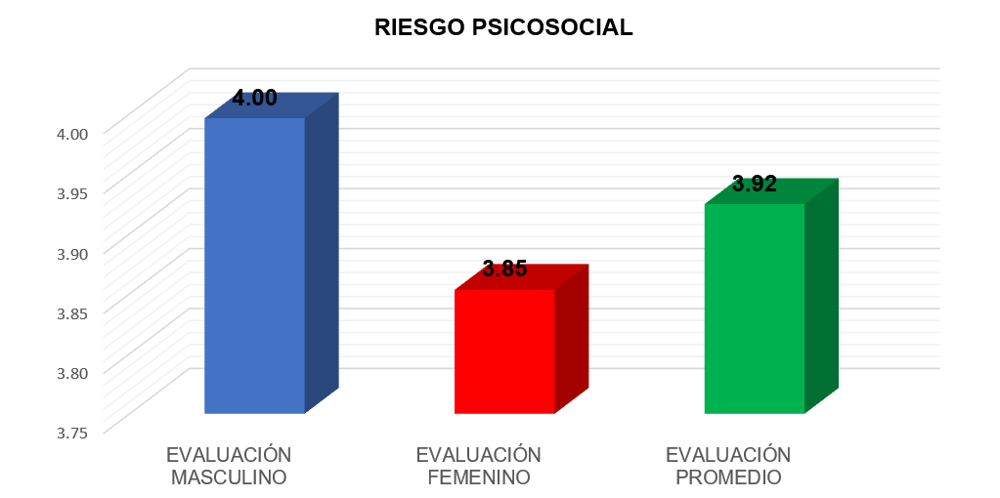 RIESGO PSICOSOCIAL
4.00
3.95
3.90
3.85
3.80
3.75
4.00
3.85
3.92
EVALUACIÓN
MASCULINO
EVALUACIÓN
FEMENINO
EVALUACIÓN
PROMEDIO